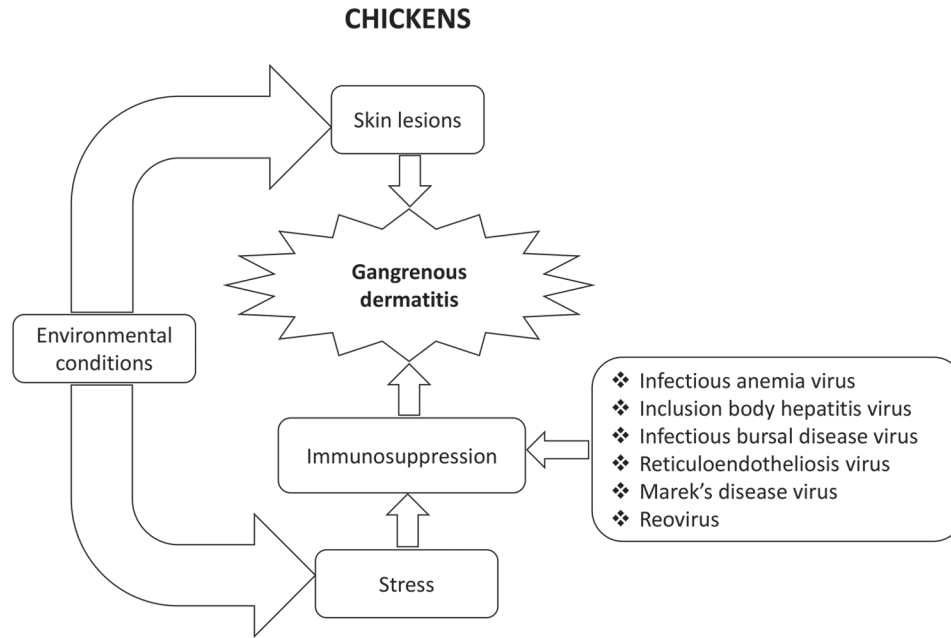 CHICKENS
Skin lesions
Gangrenous
dermatitis
Environmental
conditions
❖ Infectious anemia virus
❖ Inclusion body hepatitis virus
❖ Infectious bursal disease virus
❖ Reticuloendotheliosis virus
❖ Marek’s disease virus
❖ Reovirus
Immunosuppression
Stress